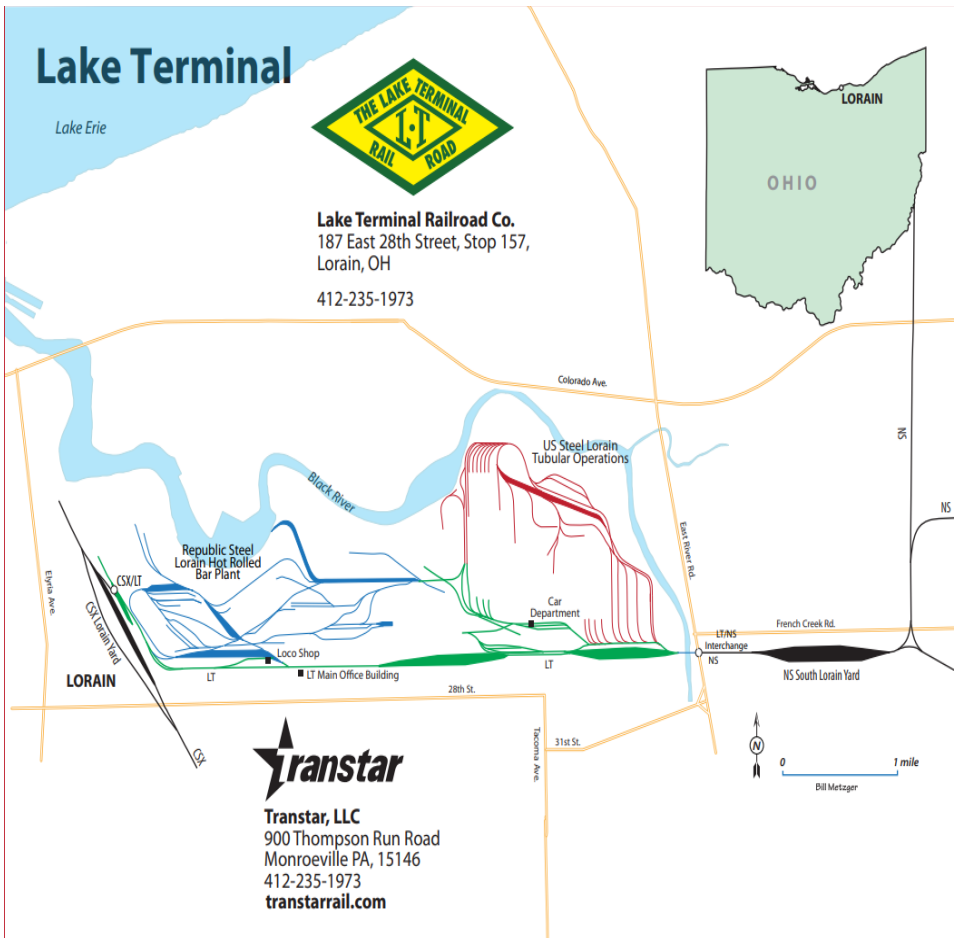 Lake Terminal
Lake Erie
THE LAKE TERMINAL
L·T
RAIL ROAD
Lake Terminal Railroad Co.
187 East 28th Street, Stop 157,
Lorain, OH
412-235-1973
LORAIN
OHIO
Colorado Ave.
US Steel Lorain
Tubular Operations
NS
NS
Black River
Republic Steel
Lorain Hot Rolled
Bar Plant
East River Rd.
Elyria Ave.
CSX/LT
CSX Lorain Yard
Car
Department
French Creek Rd.
LT/NS
Interchange
NS
NS South Lorain Yard
Loco Shop
LT
LT Main Office Building
LT
LORAIN
28th St.
CSX
Tacoma Ave.
31st St.
N
0 1 mile
Bill Metzger
Transtar
Transtar, LLC
900 Thompson Run Road
Monroeville PA, 15146
412-235-1973
transtarrail.com